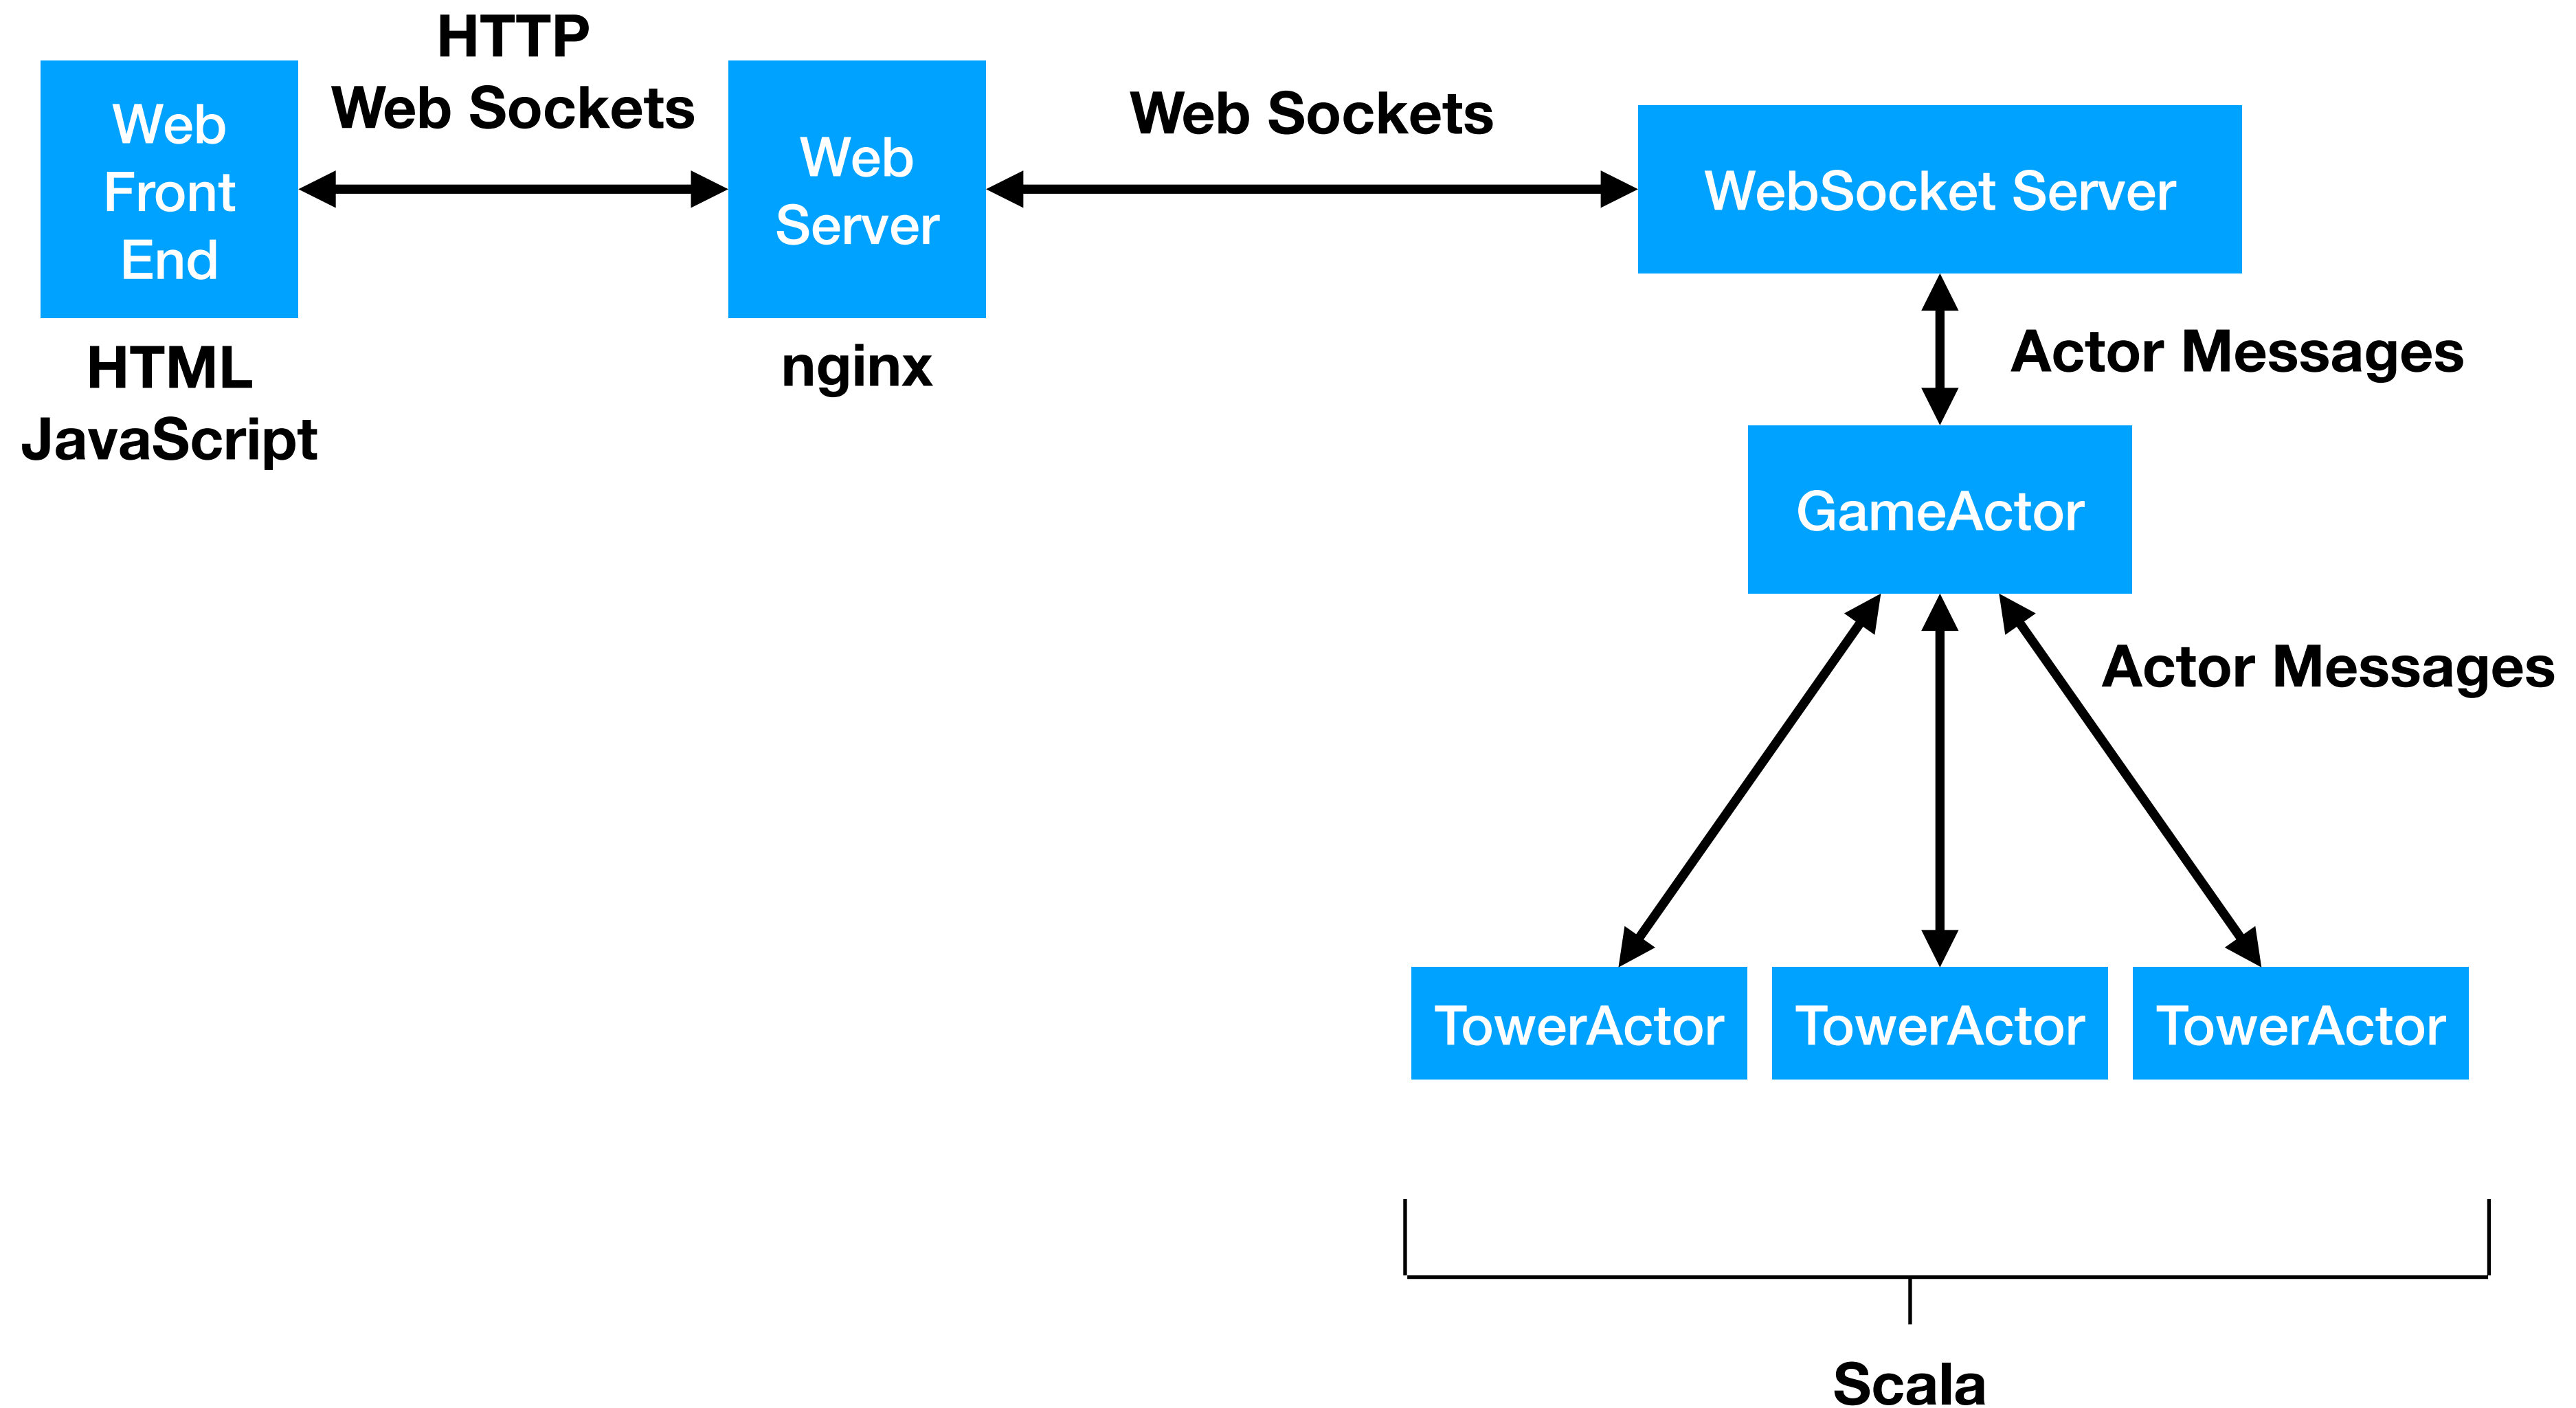 HTTP
Web Sockets
Web
Front
End
HTML
JavaScript
Web
Server
nginx
Web Sockets
WebSocket Server
Actor Messages
GameActor
Actor Messages
TowerActor
TowerActor
TowerActor
Scala